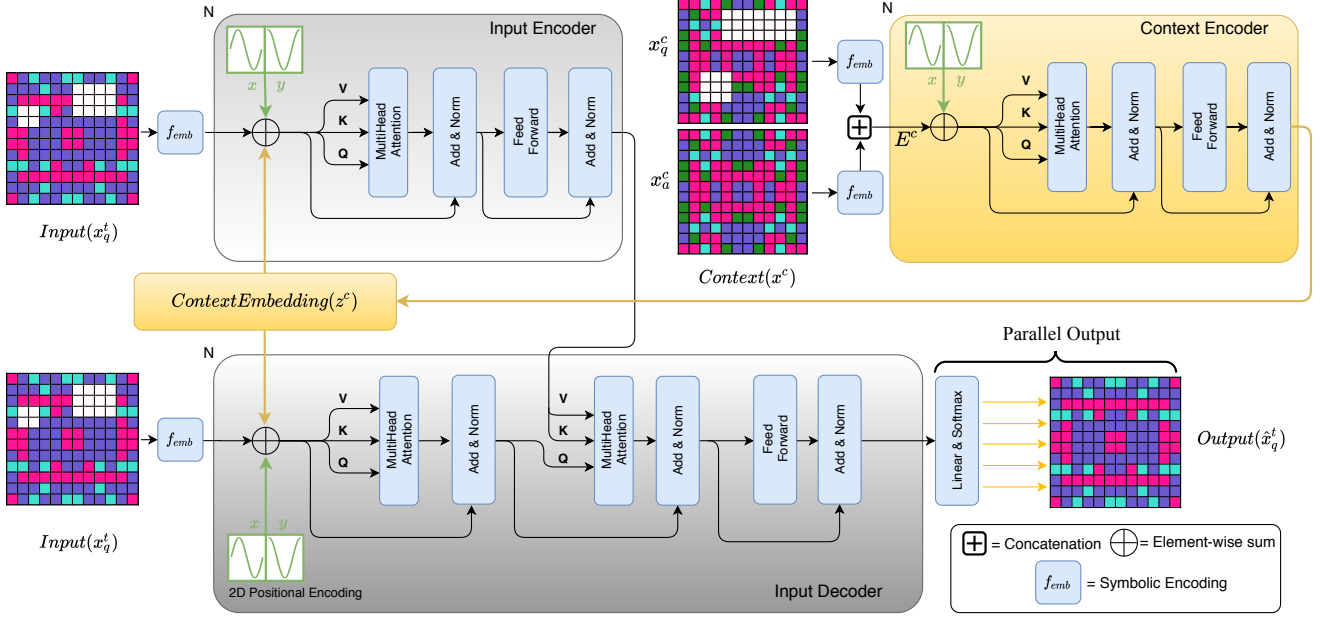 N
Input Encoder
x y
V
K
Q
MultiHead
Attention
Add & Norm
Feed
Forward
Add & Norm
f_emb
Input(x_q^t)
x_q^c
x_a^c
f_emb
f_emb
E^c
Context(x^c)
N
Context Encoder
x y
V
K
Q
MultiHead
Attention
Add & Norm
Feed
Forward
Add & Norm
ContextEmbedding(z^c)
N
f_emb
Input(x_q^t)
V
K
Q
MultiHead
Attention
Add & Norm
V
K
Q
MultiHead
Attention
Add & Norm
Feed
Forward
Add & Norm
x y
2D Positional Encoding
Input Decoder
Parallel Output
Linear & Softmax
Output(x̂_q^t)
= Concatenation
= Element-wise sum
f_emb = Symbolic Encoding